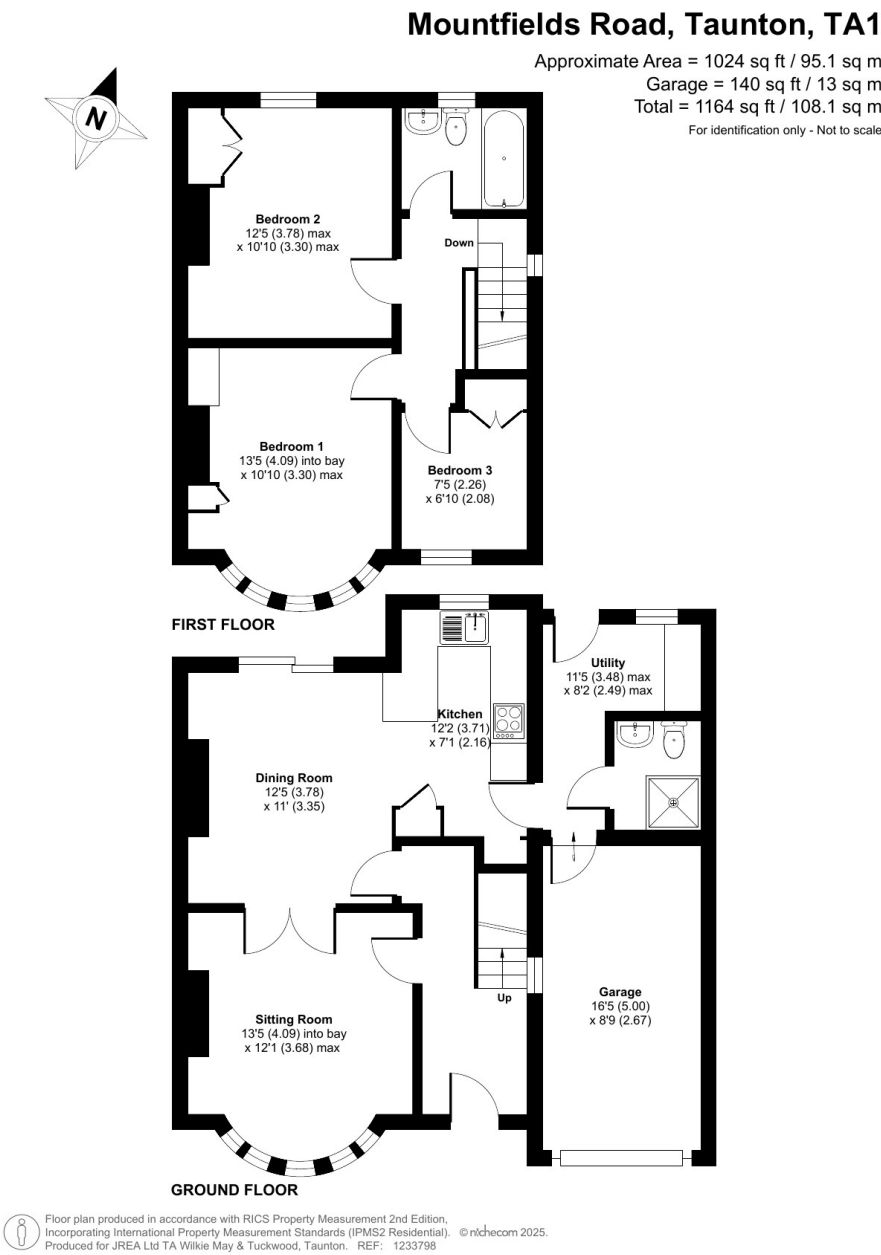 Mountfields Road, Taunton, TA1
Approximate Area = 1024 sq ft / 95.1 sq m
Garage = 140 sq ft / 13 sq m
Total = 1164 sq ft / 108.1 sq m
For identification only - Not to scale
N
Bedroom 2
12'5 (3.78) max
x 10'10 (3.30) max
Down
Bedroom 1
13'5 (4.09) into bay
x 10'10 (3.30) max
Bedroom 3
7'5 (2.26)
x 6'10 (2.08)
FIRST FLOOR
Utility
11'5 (3.48) max
x 8'2 (2.49) max
Kitchen
12'2 (3.71)
x 7'1 (2.16)
Dining Room
12'5 (3.78)
x 11' (3.35)
Up
Garage
16'5 (5.00)
x 8'9 (2.67)
Sitting Room
13'5 (4.09) into bay
x 12'1 (3.68) max
GROUND FLOOR
Floor plan produced in accordance with RICS Property Measurement 2nd Edition,
Incorporating International Property Measurement Standards (IPMS2 Residential). © nichecom 2025.
Produced for JREA Ltd TA Wilkie May & Tuckwood, Taunton. REF: 1233798